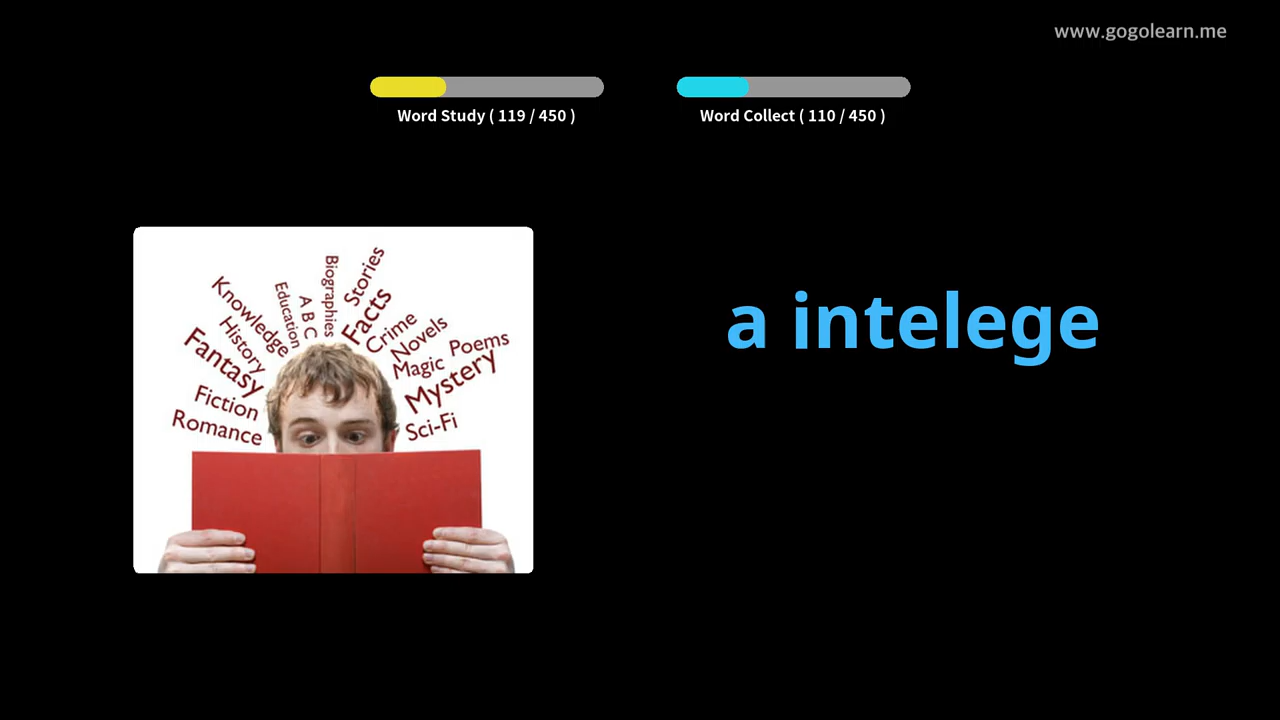 www.gogolearn.me
Word Study ( 119 / 450 )
Word Collect ( 110 / 450 )
a intelege
Biographies
Stories
Education
A B C
Facts
Knowledge
Crime
History
Novels
Poems
Fantasy
Magic
Mystery
Fiction
Romance
Sci-Fi